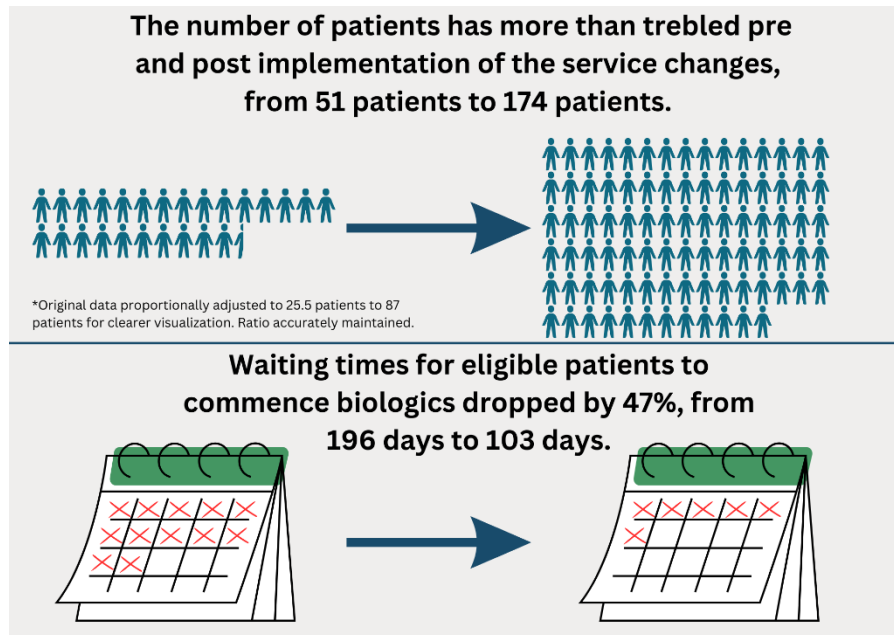 The number of patients has more than trebled pre
and post implementation of the service changes,
from 51 patients to 174 patients.
*Original data proportionally adjusted to 25.5 patients to 87
patients for clearer visualization. Ratio accurately maintained.
Waiting times for eligible patients to
commence biologics dropped by 47%, from
196 days to 103 days.